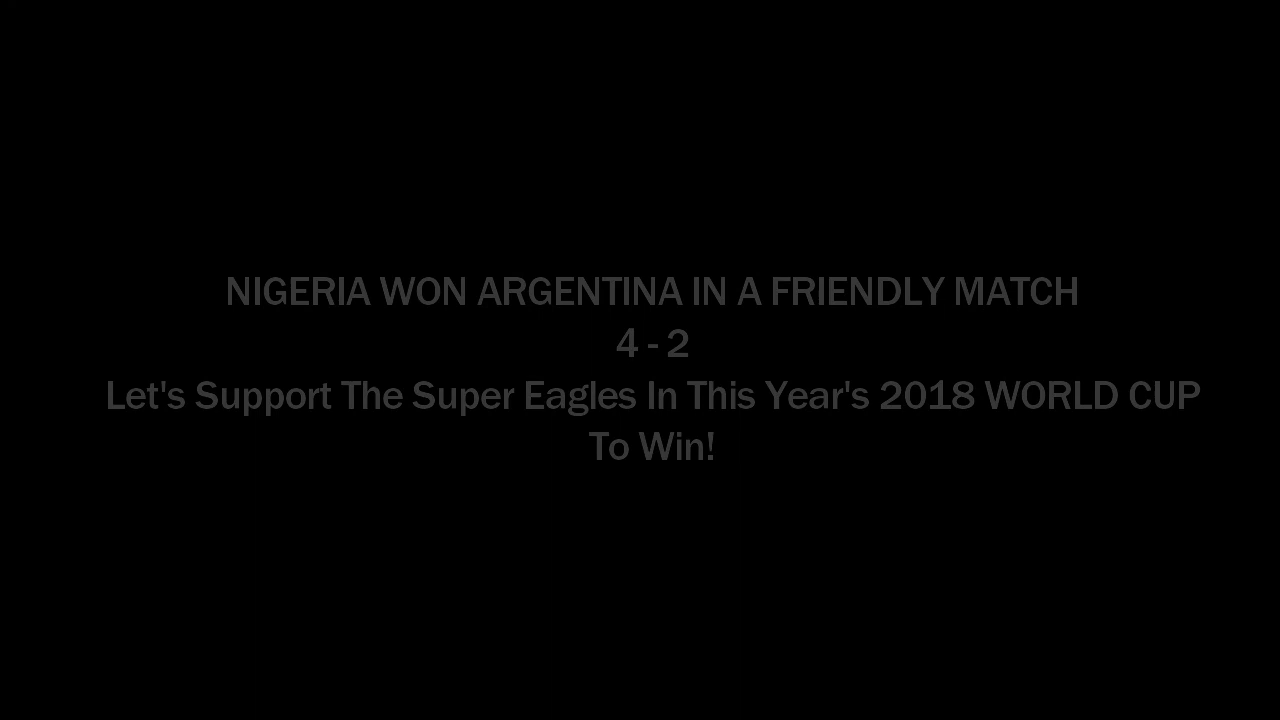 NIGERIA WON ARGENTINA IN A FRIENDLY MATCH
4 - 2
Let's Support The Super Eagles In This Year's 2018 WORLD CUP
To Win!